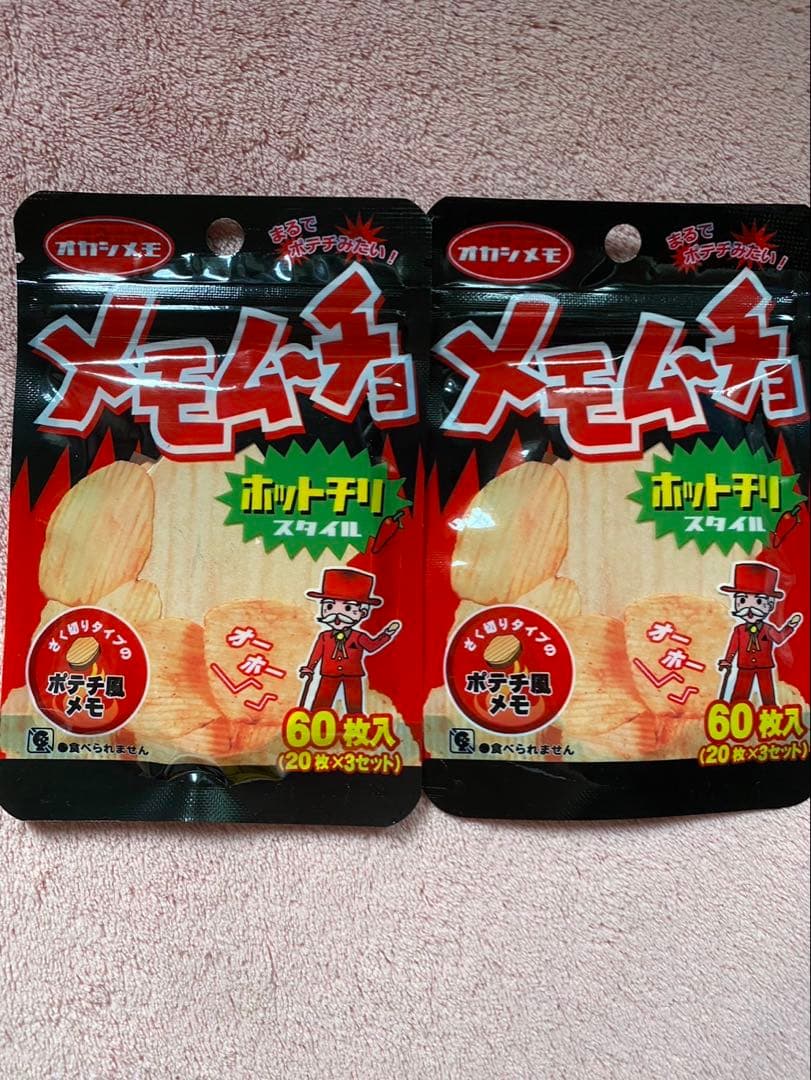 オカシメモ
まるで
ポテチみたい!
メモムーチョ
ホットチリ
スタイル
ざく切りタイプの
ポテチ風
メモ
オー
ホー
60枚入
(20枚×3セット)
●食べられません
オカシメモ
まるで
ポテチみたい!
メモムーチョ
ホットチリ
スタイル
ざく切りタイプの
ポテチ風
メモ
オー
ホー
60枚入
(20枚×3セット)
●食べられません